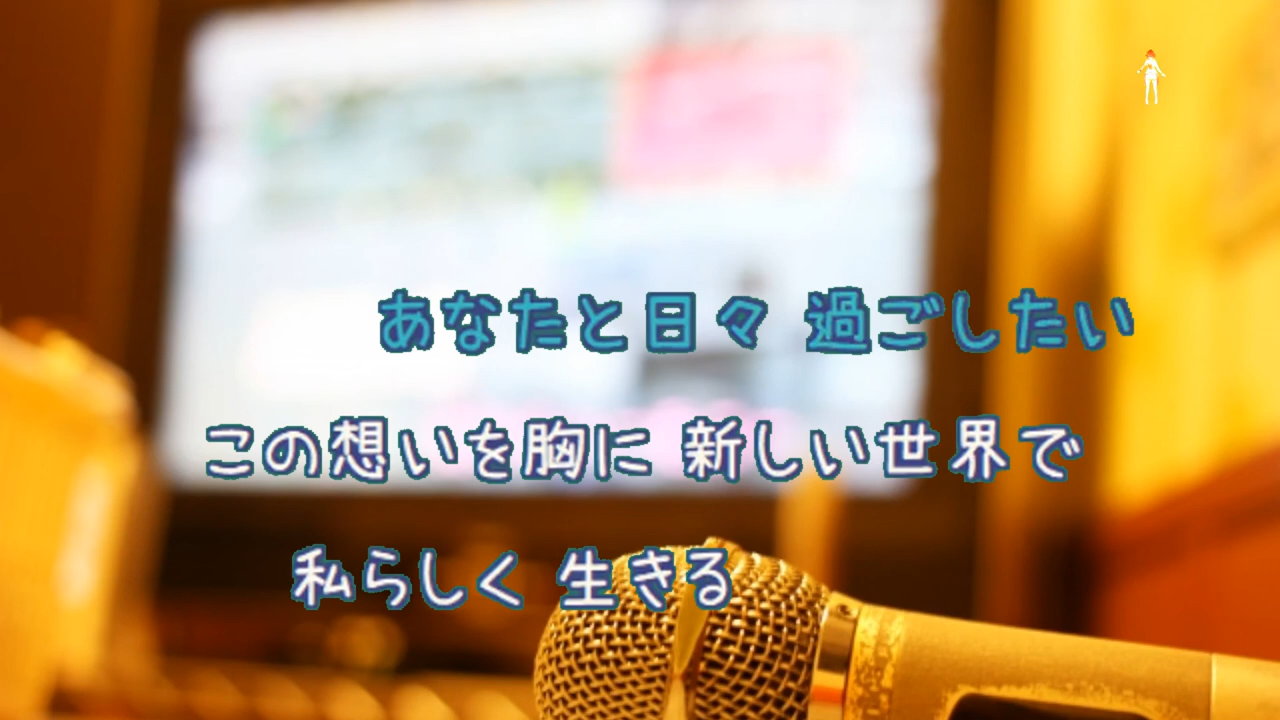 あなたと日々 過ごしたい
この想いを胸に 新しい世界で
私らしく 生きる